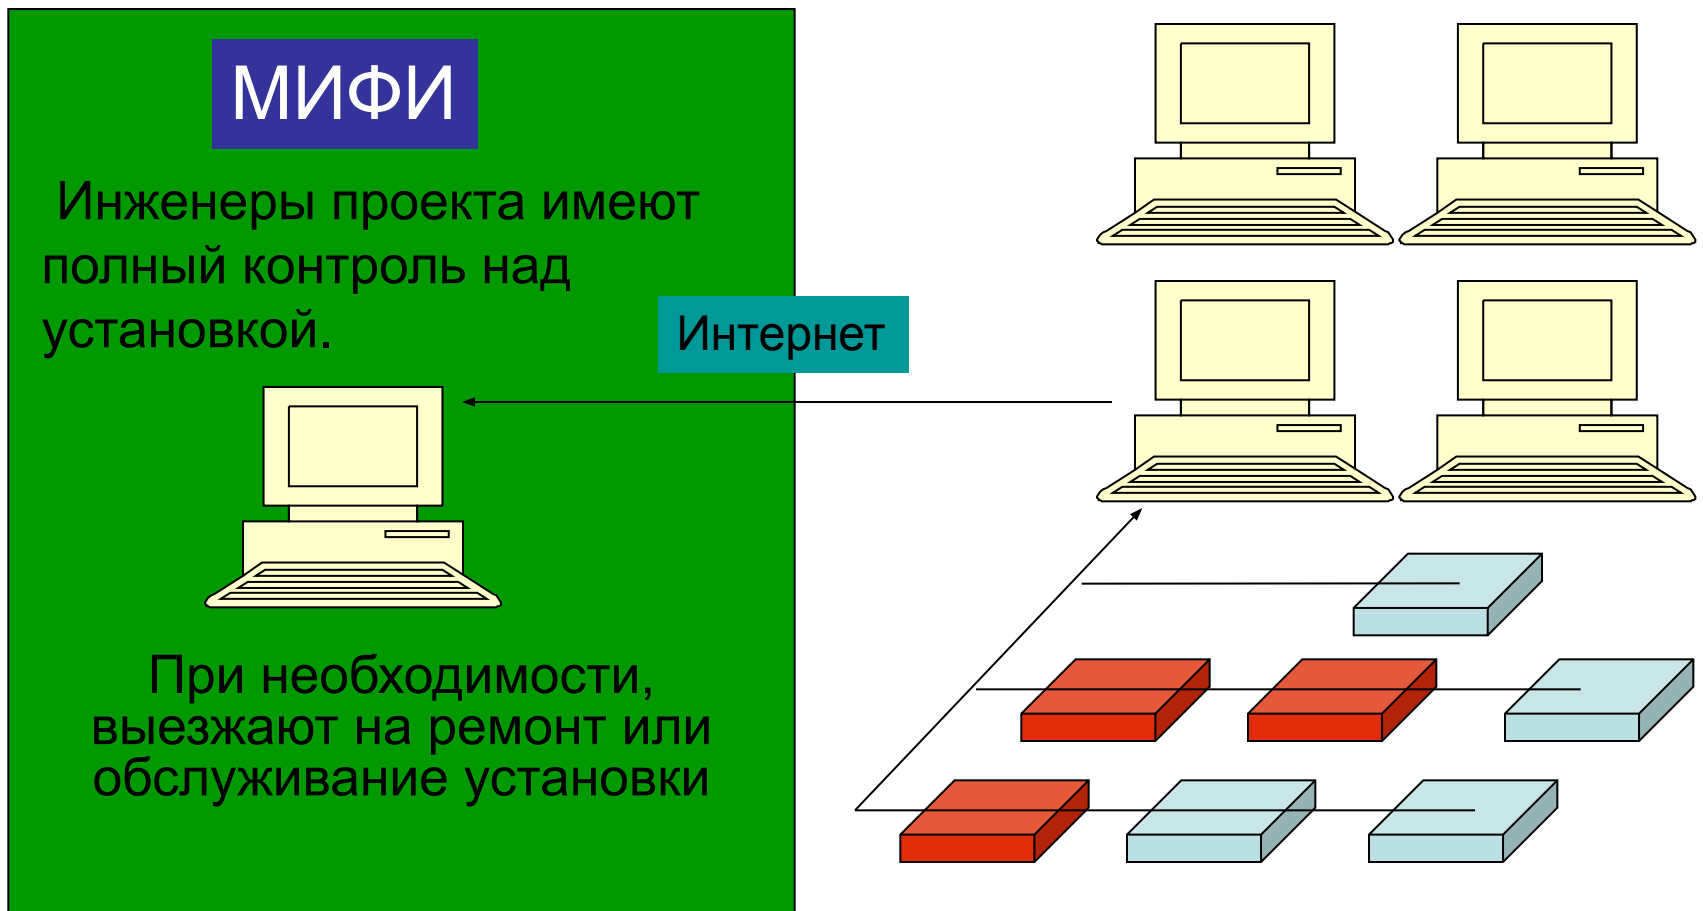 МИФИ
Инженеры проекта имеют
полный контроль над
установкой.
Интернет
При необходимости,
выезжают на ремонт или
обслуживание установки